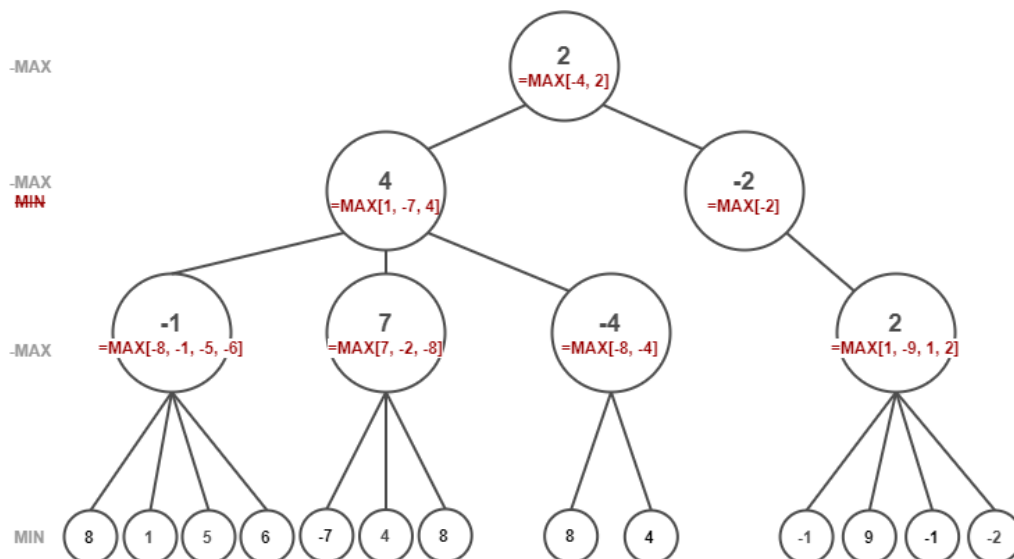 2
-MAX
=MAX[-4, 2]
4
-2
-MAX
MIN
=MAX[1, -7, 4]
=MAX[-2]
-1
7
-4
2
-MAX
=MAX[-8, -1, -5, -6]
=MAX[7, -2, -8]
=MAX[-8, -4]
=MAX[1, -9, 1, 2]
MIN
8
1
5
6
-7
4
8
8
4
-1
9
-1
-2